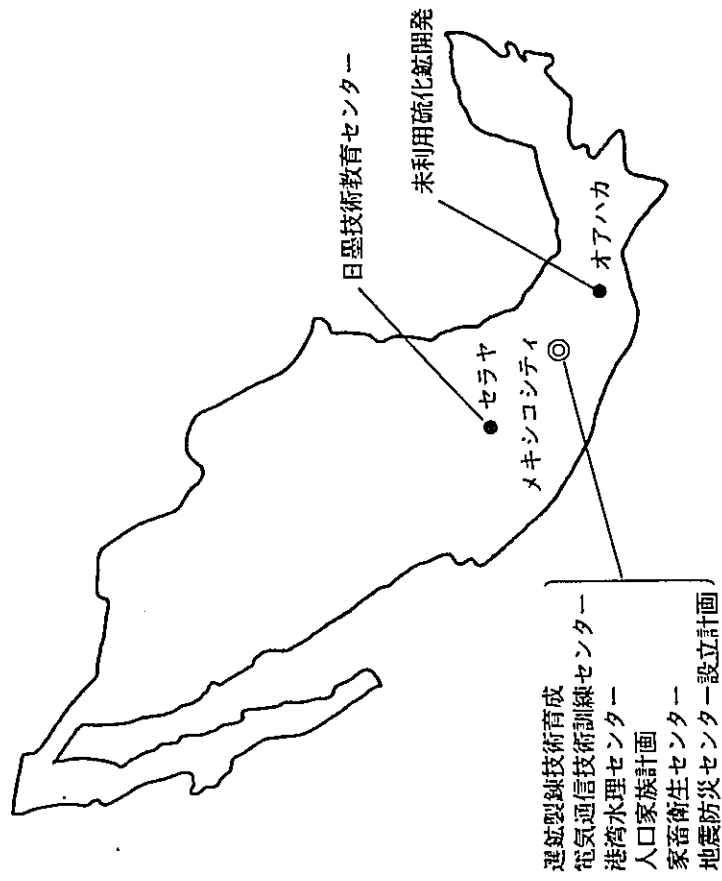 日墨技術教育センター
未利用硫化鉱開発
セラヤ
メキシコシティ
オアハカ
選鉱製錬技術育成
電気通信技術訓練センター
港湾水理センター
人口家族計画
家畜衛生センター
地震防災センター設立計画